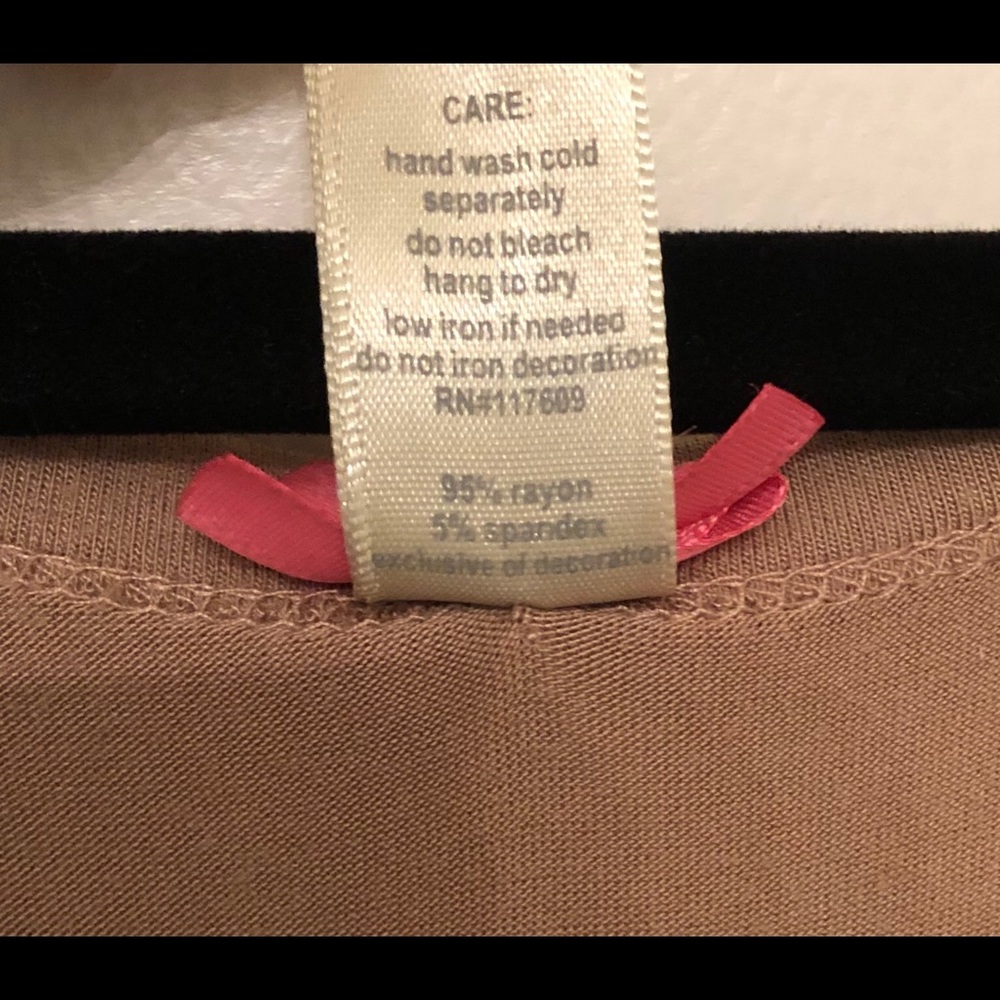 CARE:
hand wash cold
separately
do not bleach
hang to dry
low iron if needed
do not iron decoration
RN#117609
95% rayon
5% spandex
exclusive of decoration